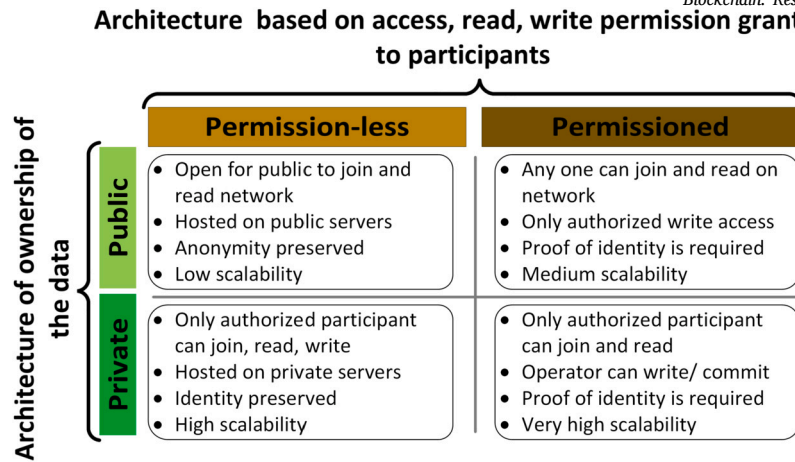 Blockchain: Res
Architecture based on access, read, write permission grant
to participants
Architecture of ownership of
the data
Permission-less
Permissioned
Public
• Open for public to join and
read network
• Hosted on public servers
• Anonymity preserved
• Low scalability
• Any one can join and read on
network
• Only authorized write access
• Proof of identity is required
• Medium scalability
Private
• Only authorized participant
can join, read, write
• Hosted on private servers
• Identity preserved
• High scalability
• Only authorized participant
can join and read
• Operator can write/ commit
• Proof of identity is required
• Very high scalability